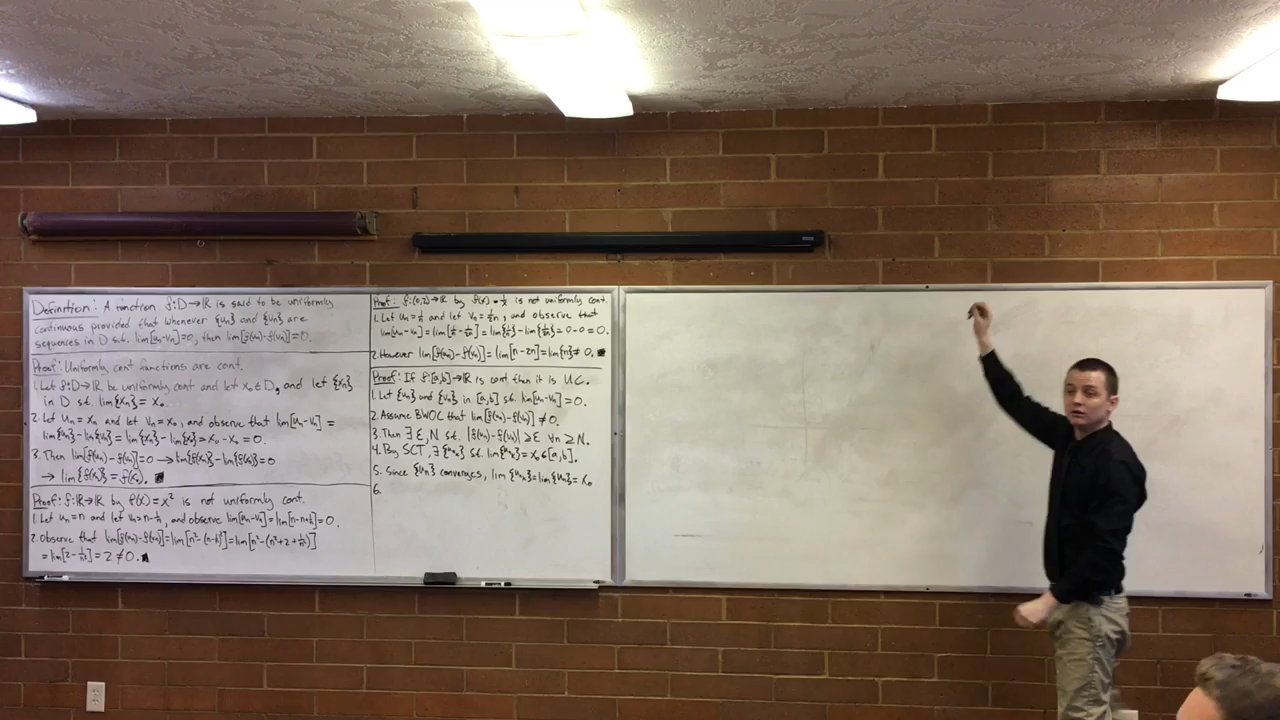 Definition: A function f:D→ℝ is said to be uniformly
continuous provided that whenever {un} and {vn} are
sequences in D s.t. lim[un-vn]=0, then lim[f(un)-f(vn)]=0.
Proof: Uniformly cont functions are cont.
1. Let f:D→ℝ be uniformly cont and let x₀∈D, and let {xn}
in D s.t. lim{xn}=x₀.
2. Let un=xn and let vn=x₀, and observe that lim[un-vn]=
lim{un}-lim{vn}=lim{xn}-lim{x₀}=x₀-x₀=0.
3. Then lim[f(un)-f(vn)]=0→lim{f(xn)}-lim{f(x₀)}=0
→ lim{f(xn)}=f(x₀). ■
Proof: f:ℝ→ℝ by f(x)=x² is not uniformly cont.
1. Let un=n and let vn=n-1/n, and observe lim[un-vn]=lim[n-n+1/n]=0.
2. Observe that lim[f(un)-f(vn)]=lim[n²-(n-1/n)²]=lim[n²-(n²+2+1/n²)]
=lim[2-1/n²]=2≠0. ■
Proof: f:(0,2)→ℝ by f(x)=1/x is not uniformly cont.
1. Let un=1/n and let vn=1/2n, and observe that
lim[un-vn]=lim[1/n-1/2n]=lim{1/n}-lim{1/2n}=0-0=0.
2. However lim[f(un)-f(vn)]=lim[n-2n]=lim{n}≠0. ■
Proof: If f:[a,b]→ℝ is cont then it is UC.
1. Let {un} and {vn} in [a,b] s.t. lim[un-vn]=0.
2. Assume BWOC that lim[f(un)-f(vn)]≠0.
3. Then ∃ ε,N s.t. |f(un)-f(vn)|≥ε ∀n≥N.
4. By SCT, ∃ {unk} s.t. lim{unk}=x₀∈[a,b].
5. Since {un} converges, lim{unk}=lim{un}=x₀
6.